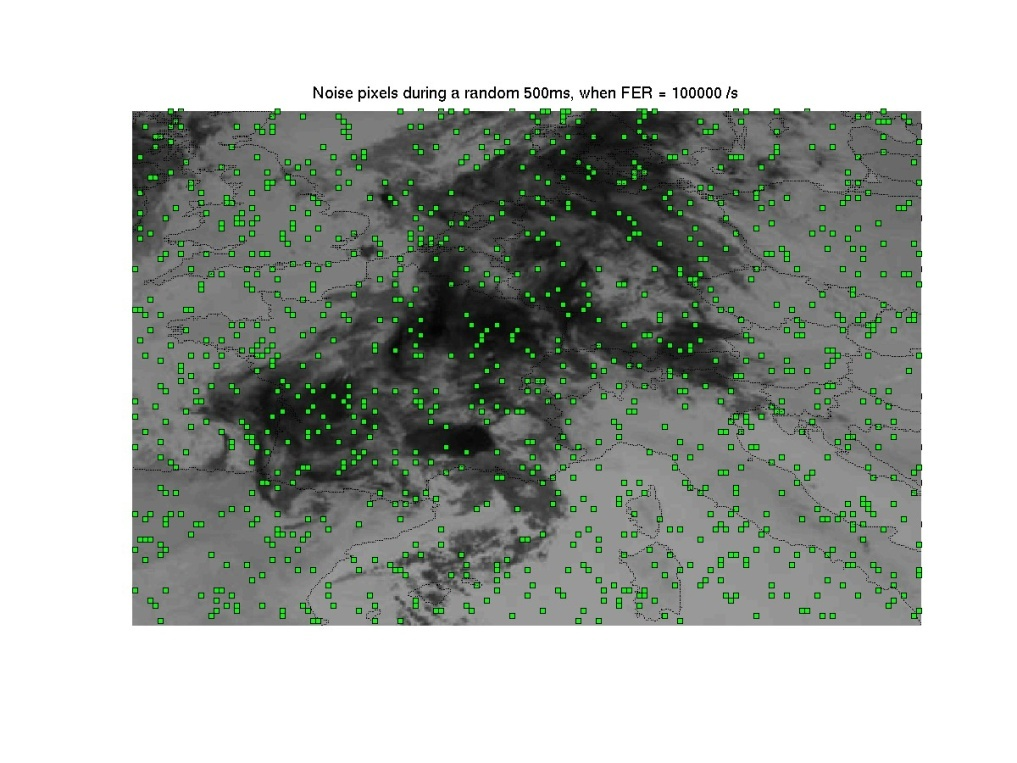 Noise pixels during a random 500ms, when FER = 100000 /s